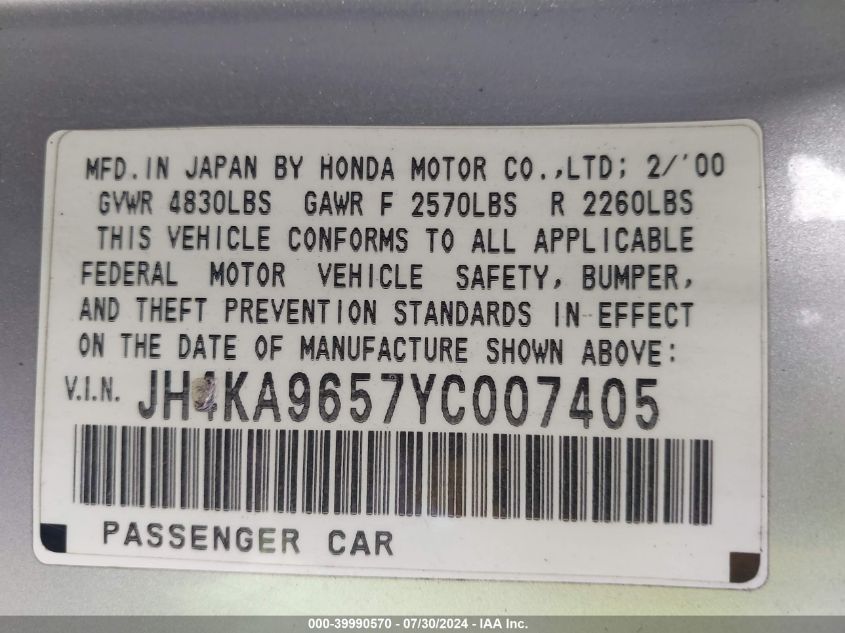 MFD. IN JAPAN BY HONDA MOTOR CO.,LTD; 2/'00
GVWR 4830LBS GAWR F 2570LBS R 2260LBS
THIS VEHICLE CONFORMS TO ALL APPLICABLE
FEDERAL MOTOR VEHICLE SAFETY, BUMPER,
AND THEFT PREVENTION STANDARDS IN EFFECT
ON THE DATE OF MANUFACTURE SHOWN ABOVE:
V.I.N. JH4KA9657YC007405
PASSENGER CAR
000-39990570 - 07/30/2024 - IAA Inc.